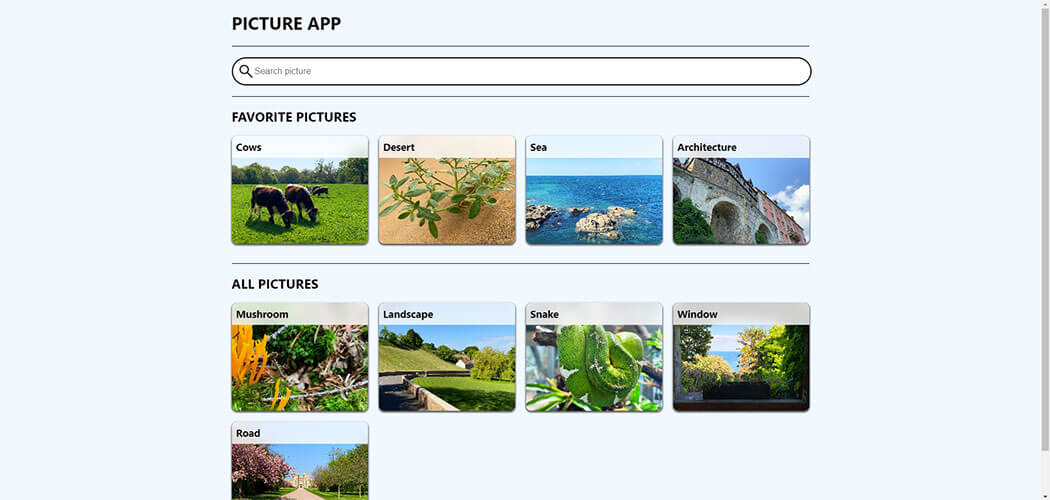 PICTURE APP
Search picture
FAVORITE PICTURES
Cows
Desert
Sea
Architecture
ALL PICTURES
Mushroom
Landscape
Snake
Window
Road